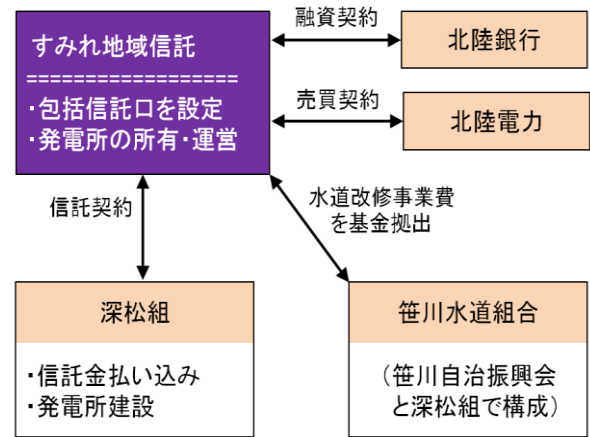 すみれ地域信託
==================
・包括信託口を設定
・発電所の所有・運営
融資契約
北陸銀行
売買契約
北陸電力
信託契約
水道改修事業費
を基金拠出
深松組
・信託金払い込み
・発電所建設
笹川水道組合
（笹川自治振興会
と深松組で構成）